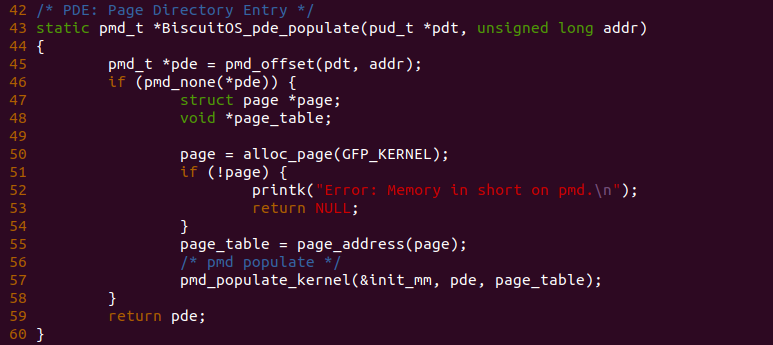 42 /* PDE: Page Directory Entry */
43 static pmd_t *BiscuitOS_pde_populate(pud_t *pdt, unsigned long addr)
44 {
45         pmd_t *pde = pmd_offset(pdt, addr);
46         if (pmd_none(*pde)) {
47                 struct page *page;
48                 void *page_table;
49
50                 page = alloc_page(GFP_KERNEL);
51                 if (!page) {
52                         printk("Error: Memory in short on pmd.\n");
53                         return NULL;
54                 }
55                 page_table = page_address(page);
56                 /* pmd populate */
57                 pmd_populate_kernel(&init_mm, pde, page_table);
58         }
59         return pde;
60 }